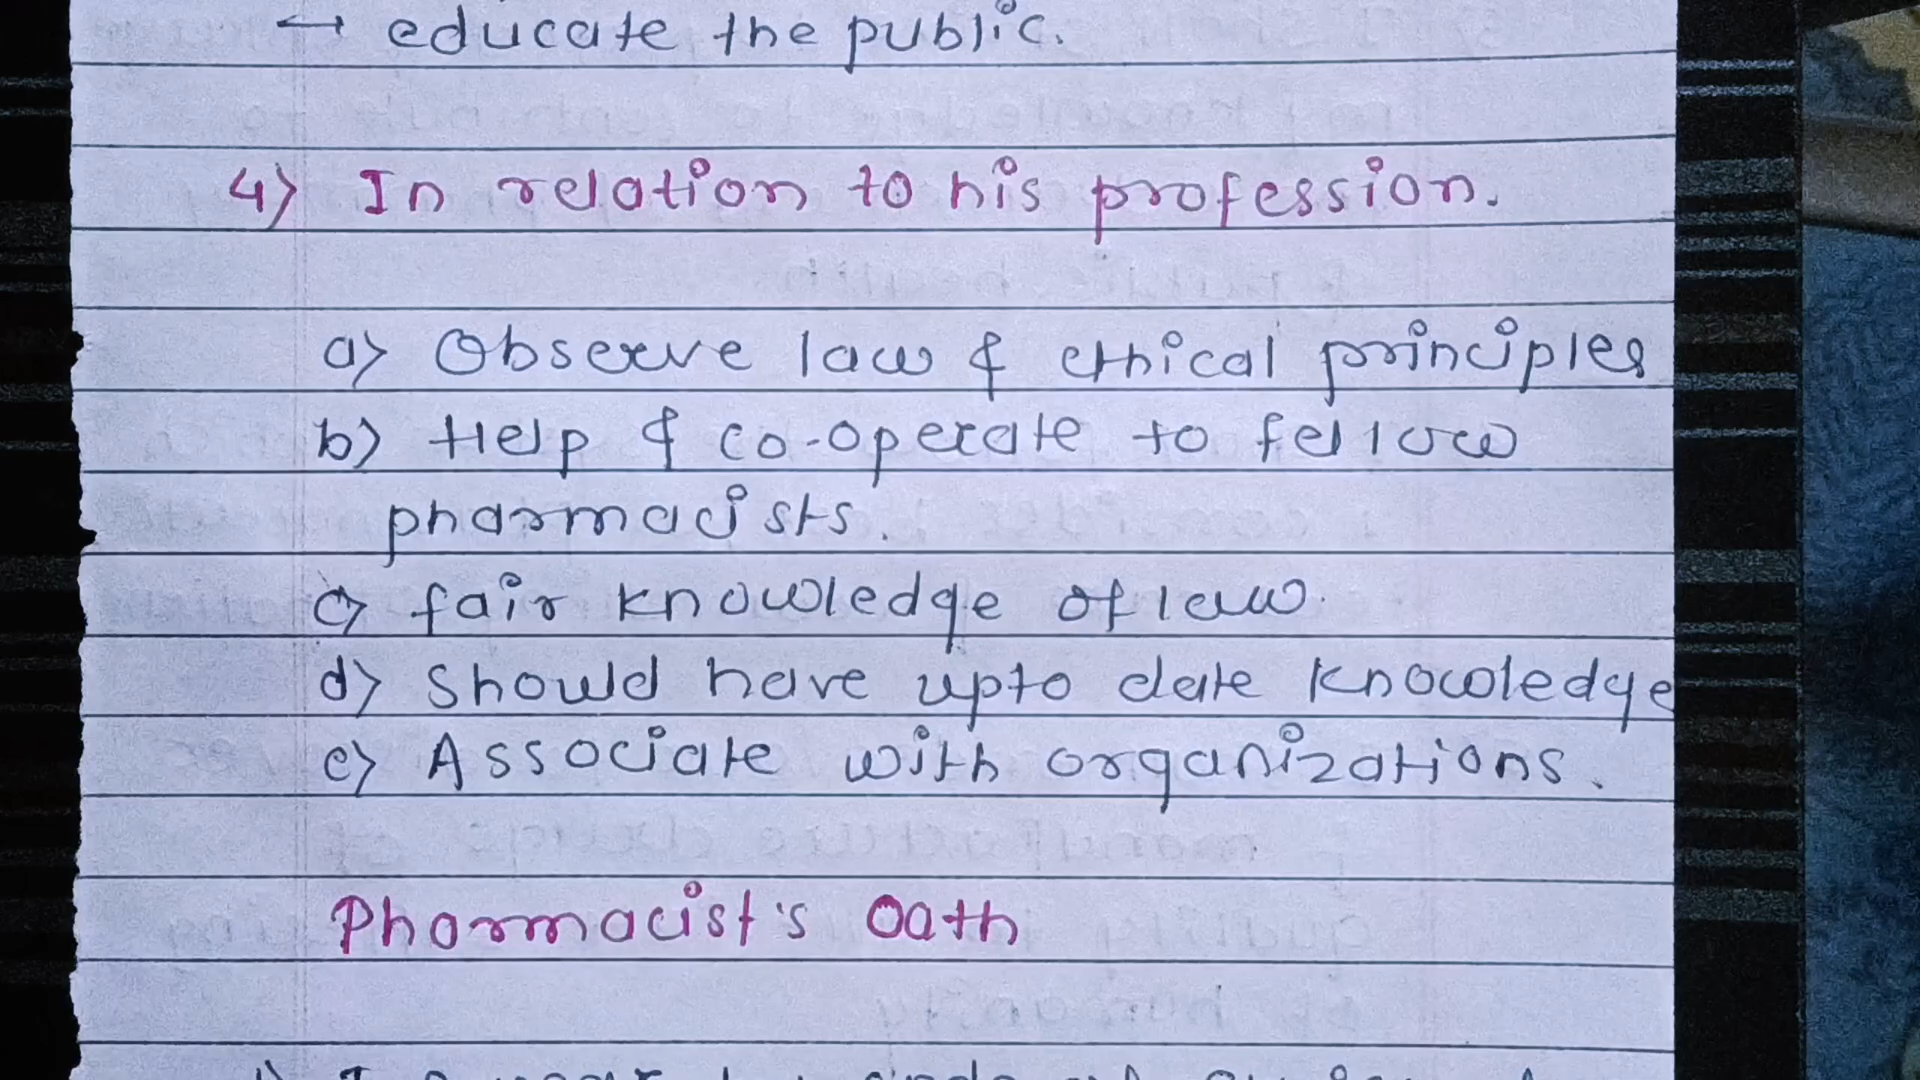 → educate the public.
4) In relation to his profession.
a) Observe law & ethical principles
b) Help & co-operate to fellow
pharmacists.
c) fair knowledge of law.
d) Should have upto date knowledge
e) Associate with organizations.
Pharmacist's Oath